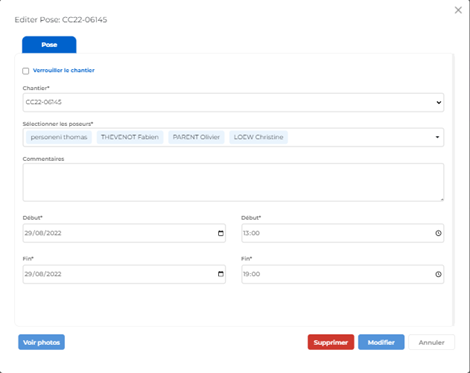 Editer Pose: CC22-06145
Pose
Verrouiller le chantier
Chantier*
CC22-06145
Sélectionner les poseurs*
personeni thomas THEVENOT Fabien PARENT Olivier LOEW Christine
Commentaires
Début* Début*
29/08/2022 13:00
Fin* Fin*
29/08/2022 19:00
Voir photos Supprimer Modifier Annuler